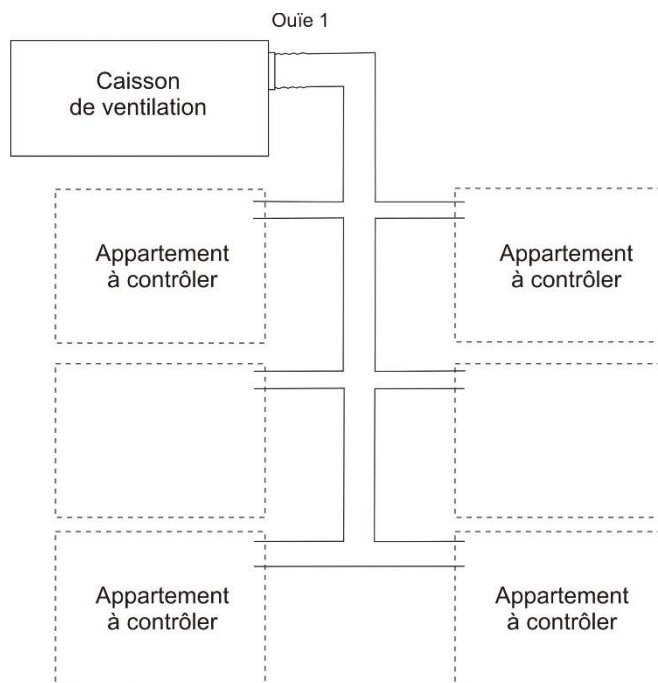 Ouïe 1
Caisson
de ventilation
Appartement
à contrôler
Appartement
à contrôler
Appartement
à contrôler
Appartement
à contrôler